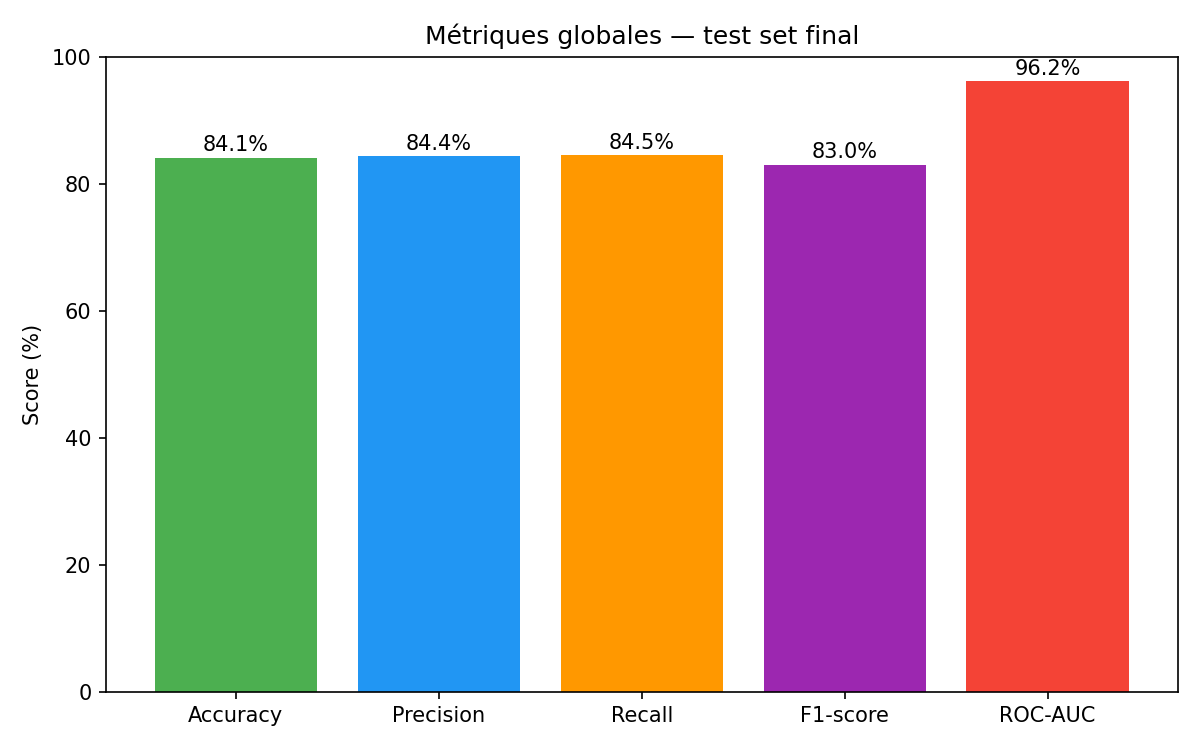 Métriques globales — test set final
Score (%)
100
80
60
40
20
0
84.1%
84.4%
84.5%
83.0%
96.2%
Accuracy
Precision
Recall
F1-score
ROC-AUC